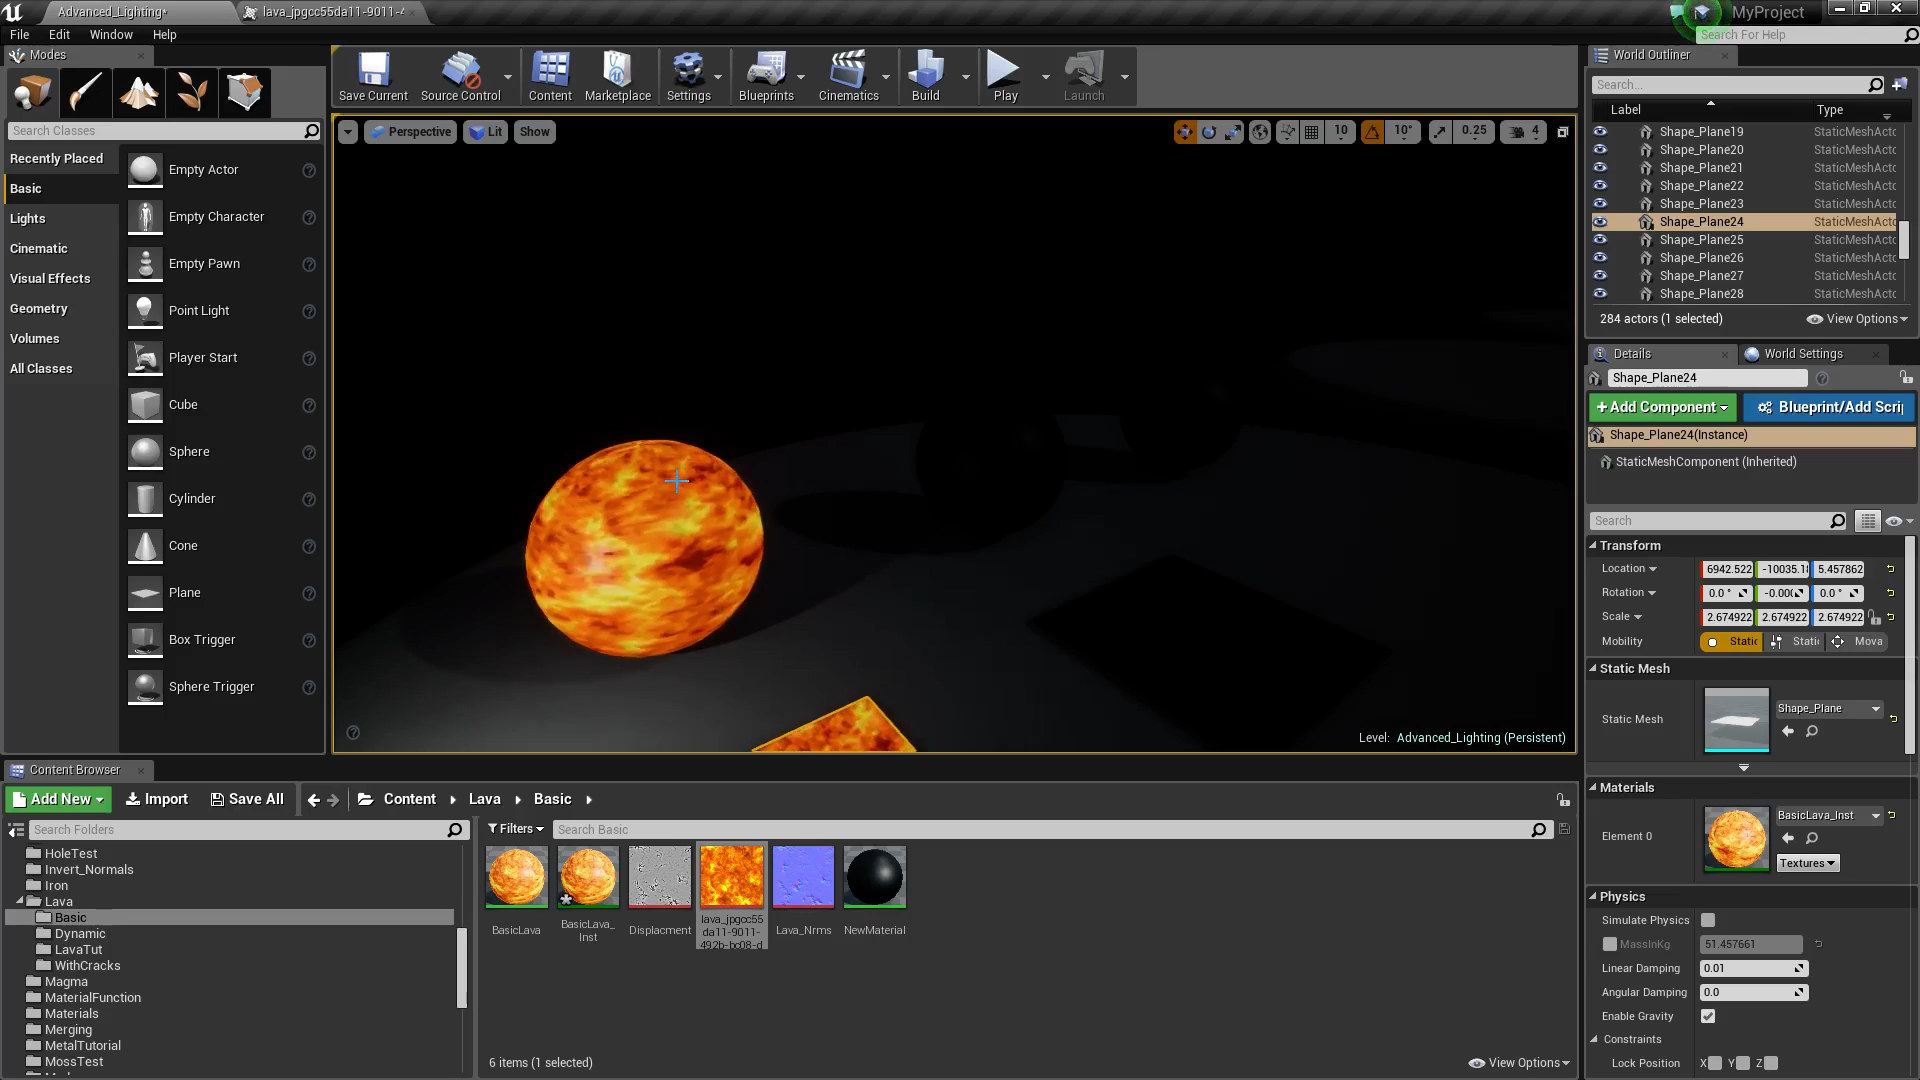 Advanced_Lighting*
lava_jpgcc55da11-9011-4
MyProject
File
Edit
Window
Help
Search For Help
Modes
Save Current
Source Control
Content
Marketplace
Settings
Blueprints
Cinematics
Build
Play
Launch
Search Classes
Recently Placed
Basic
Lights
Cinematic
Visual Effects
Geometry
Volumes
All Classes
Empty Actor
Empty Character
Empty Pawn
Point Light
Player Start
Cube
Sphere
Cylinder
Cone
Plane
Box Trigger
Sphere Trigger
Perspective
Lit
Show
10
10°
0.25
4
Level: Advanced_Lighting (Persistent)
World Outliner
Search...
Label
Type
Shape_Plane19 StaticMeshActo
Shape_Plane20 StaticMeshActo
Shape_Plane21 StaticMeshActo
Shape_Plane22 StaticMeshActo
Shape_Plane23 StaticMeshActo
Shape_Plane24 StaticMeshActo
Shape_Plane25 StaticMeshActo
Shape_Plane26 StaticMeshActo
Shape_Plane27 StaticMeshActo
Shape_Plane28 StaticMeshActo
284 actors (1 selected)
View Options
Details
World Settings
Shape_Plane24
+Add Component
Blueprint/Add Scri
Shape_Plane24(Instance)
StaticMeshComponent (Inherited)
Search
Transform
Location 6942.522 -10035.1 5.457862
Rotation 0.0° -0.00 0.0°
Scale 2.674922 2.674922 2.674922
Mobility Static Stati Mova
Static Mesh
Static Mesh
Shape_Plane
Materials
Element 0
BasicLava_Inst
Textures
Physics
Simulate Physics
MassInKg 51.457661
Linear Damping 0.01
Angular Damping 0.0
Enable Gravity
Constraints
Lock Position X Y Z
Content Browser
Add New
Import
Save All
Content
Lava
Basic
Search Folders
Filters
Search Basic
HoleTest
Invert_Normals
Iron
Lava
Basic
Dynamic
LavaTut
WithCracks
Magma
MaterialFunction
Materials
Merging
MetalTutorial
MossTest
BasicLava
BasicLava_
Inst
Displacment
lava_jpgcc55
da11-9011-
492b-bc08-d
Lava_Nrms
NewMaterial
6 items (1 selected)
View Options